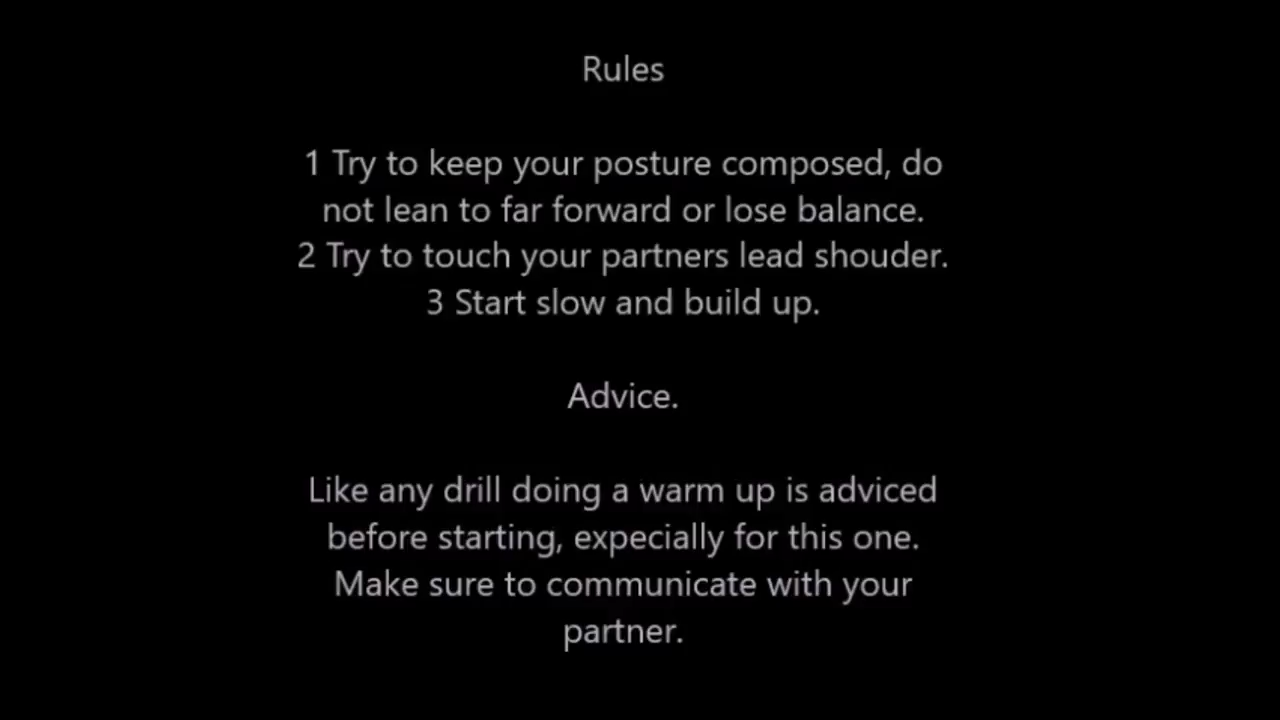 Rules
1 Try to keep your posture composed, do
not lean to far forward or lose balance.
2 Try to touch your partners lead shouder.
3 Start slow and build up.
Advice.
Like any drill doing a warm up is adviced
before starting, expecially for this one.
Make sure to communicate with your
partner.